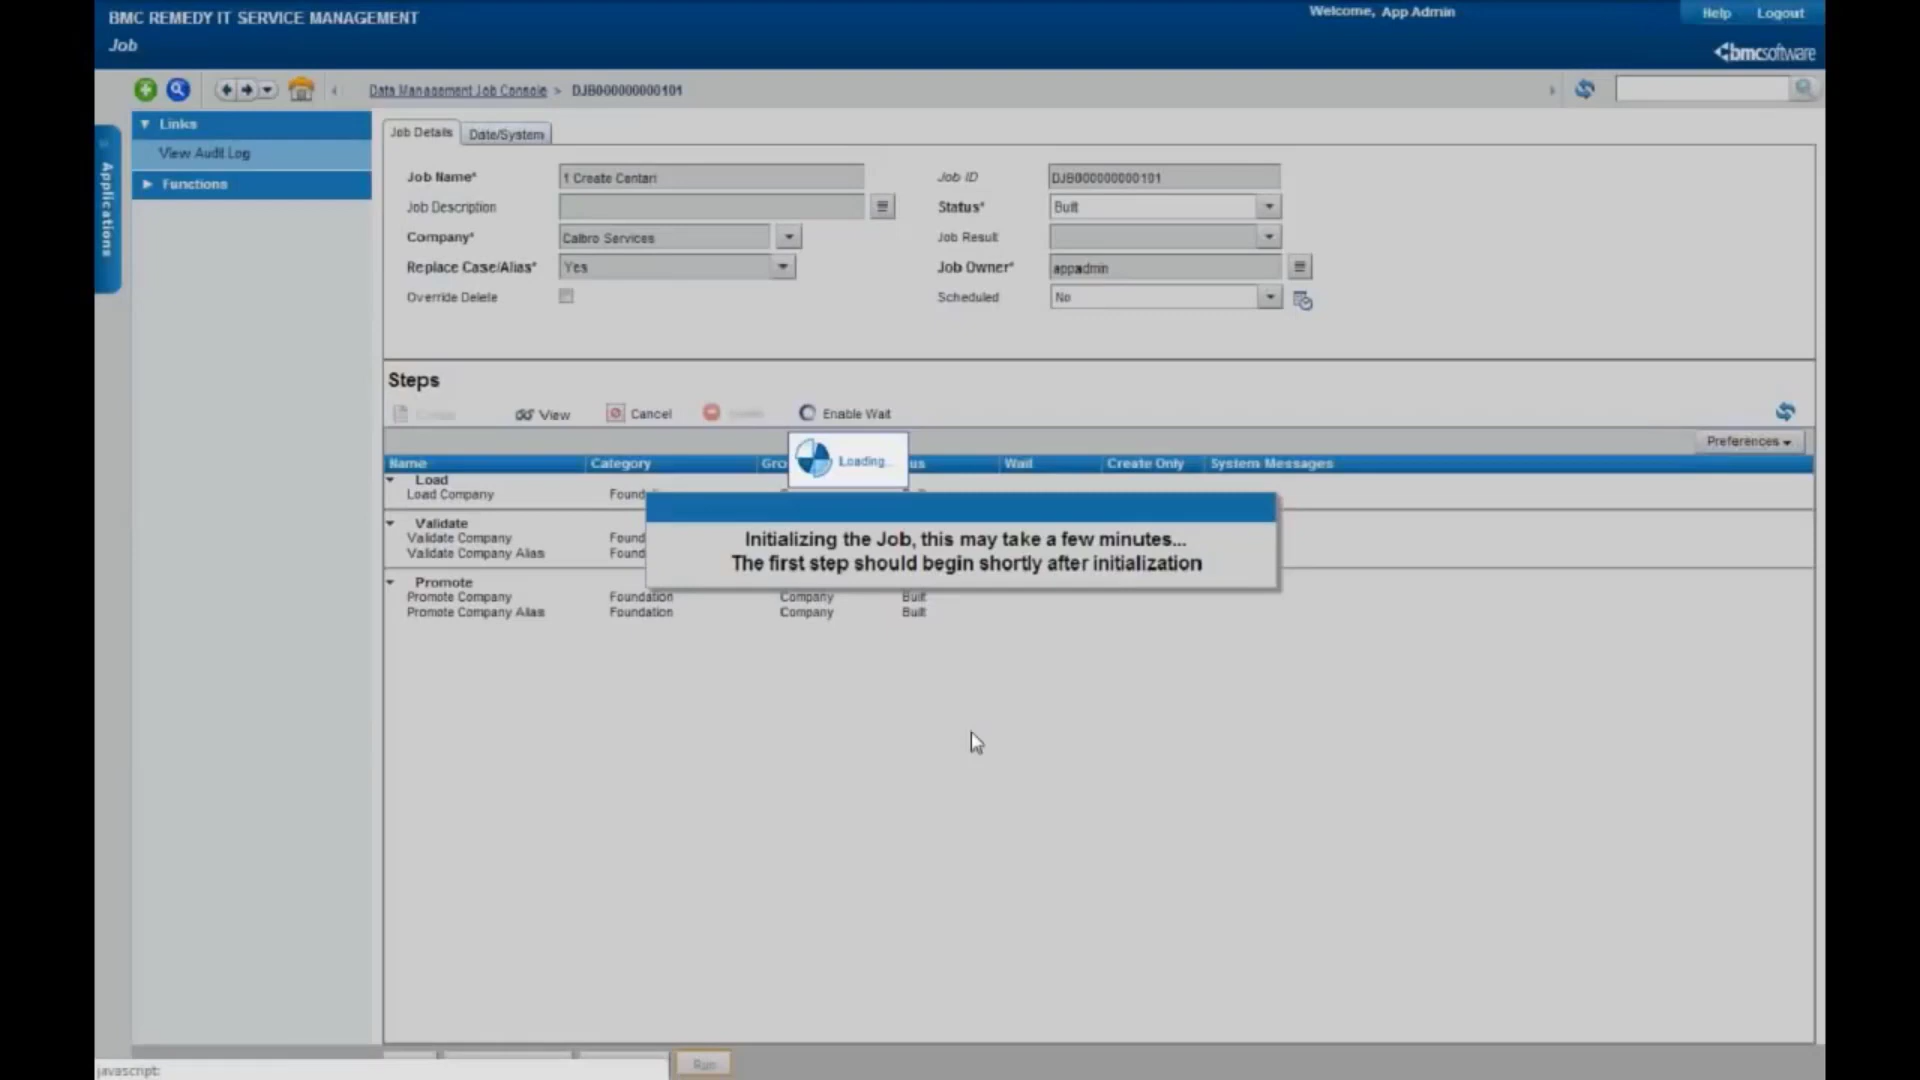 BMC REMEDY IT SERVICE MANAGEMENT
Welcome, App Admin
Help
Logout
Job
bmcsoftware
Data Management Job Console > DJB000000000101
Links
View Audit Log
Functions
Applications
Job Details
Date/System
Job Name* 1 Create Centari
Job ID DJB000000000101
Job Description
Status* Built
Company* Calbro Services
Job Result
Replace Case/Alias* Yes
Job Owner* appadmin
Override Delete
Scheduled No
Steps
View
Cancel
Enable Wait
Preferences
Loading...
Name Category Gro us Wait Create Only System Messages
Load
Load Company Found
Validate
Validate Company Found
Validate Company Alias Found
Initializing the Job, this may take a few minutes...
The first step should begin shortly after initialization
Promote
Promote Company Foundation Company Built
Promote Company Alias Foundation Company Built
Run
javascript: